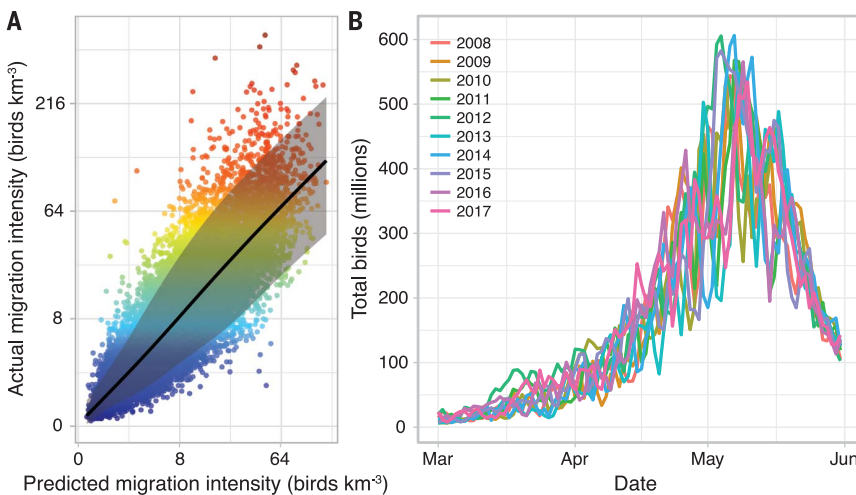 A
Actual migration intensity (birds km-3)
216
64
8
0
0
8
64
Predicted migration intensity (birds km-3)
B
Total birds (millions)
600
500
400
300
200
100
0
2008
2009
2010
2011
2012
2013
2014
2015
2016
2017
Mar
Apr
May
Jun
Date